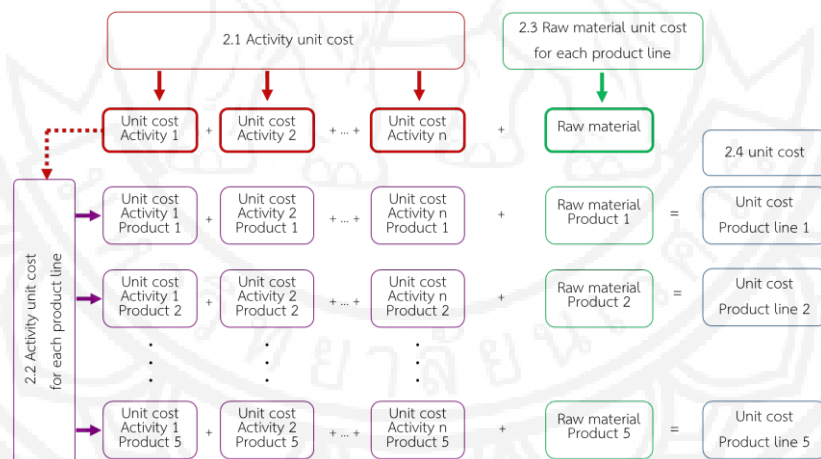 2.1 Activity unit cost
2.3 Raw material unit cost
for each product line
Unit cost
Activity 1
+
Unit cost
Activity 2
+ ... +
Unit cost
Activity n
+
Raw material
2.4 unit cost
2.2 Activity unit cost
for each product line
Unit cost
Activity 1
Product 1
+
Unit cost
Activity 2
Product 1
+ ... +
Unit cost
Activity n
Product 1
+
Raw material
Product 1
=
Unit cost
Product line 1
Unit cost
Activity 1
Product 2
+
Unit cost
Activity 2
Product 2
+ ... +
Unit cost
Activity n
Product 2
+
Raw material
Product 2
=
Unit cost
Product line 2
Unit cost
Activity 1
Product 5
+
Unit cost
Activity 2
Product 5
+ ... +
Unit cost
Activity n
Product 5
+
Raw material
Product 5
=
Unit cost
Product line 5